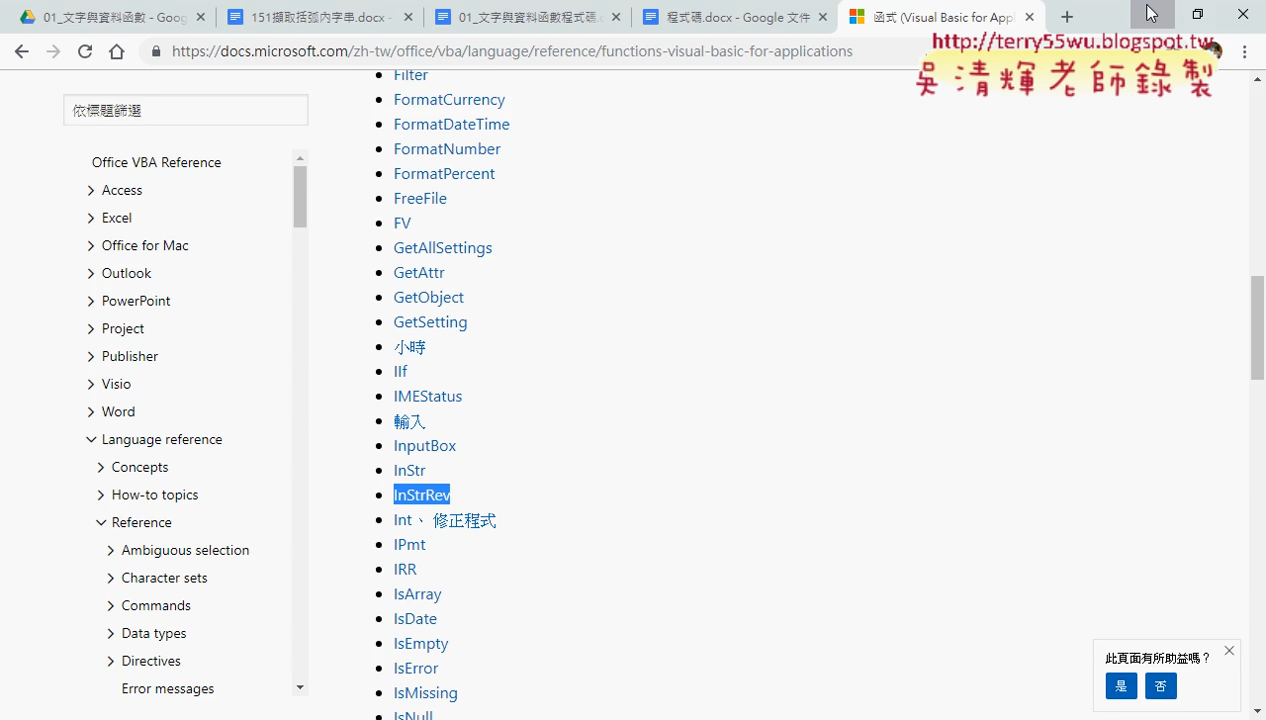 01_文字與資料函數 - Goog
151擷取括弧內字串.docx -
01_文字與資料函數程式碼.d
程式碼.docx - Google 文件
函式 (Visual Basic for Appl
https://docs.microsoft.com/zh-tw/office/vba/language/reference/functions-visual-basic-for-applications
http://terry55wu.blogspot.tw
吳清輝老師錄製
依標題篩選
Office VBA Reference
Access
Excel
Office for Mac
Outlook
PowerPoint
Project
Publisher
Visio
Word
Language reference
Concepts
How-to topics
Reference
Ambiguous selection
Character sets
Commands
Data types
Directives
Error messages
Filter
FormatCurrency
FormatDateTime
FormatNumber
FormatPercent
FreeFile
FV
GetAllSettings
GetAttr
GetObject
GetSetting
小時
IIf
IMEStatus
輸入
InputBox
InStr
InStrRev
Int、 修正程式
IPmt
IRR
IsArray
IsDate
IsEmpty
IsError
IsMissing
IsNull
此頁面有所助益嗎？
是
否